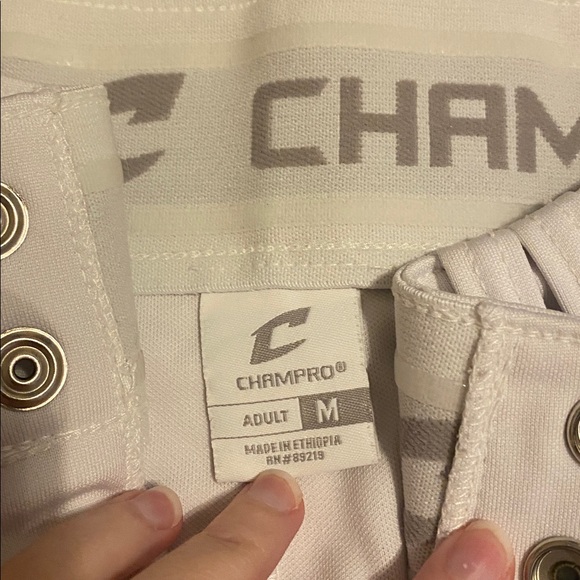 CHAM
CHAMPRO®
ADULT M
MADE IN ETHIOPIA
RN#89219